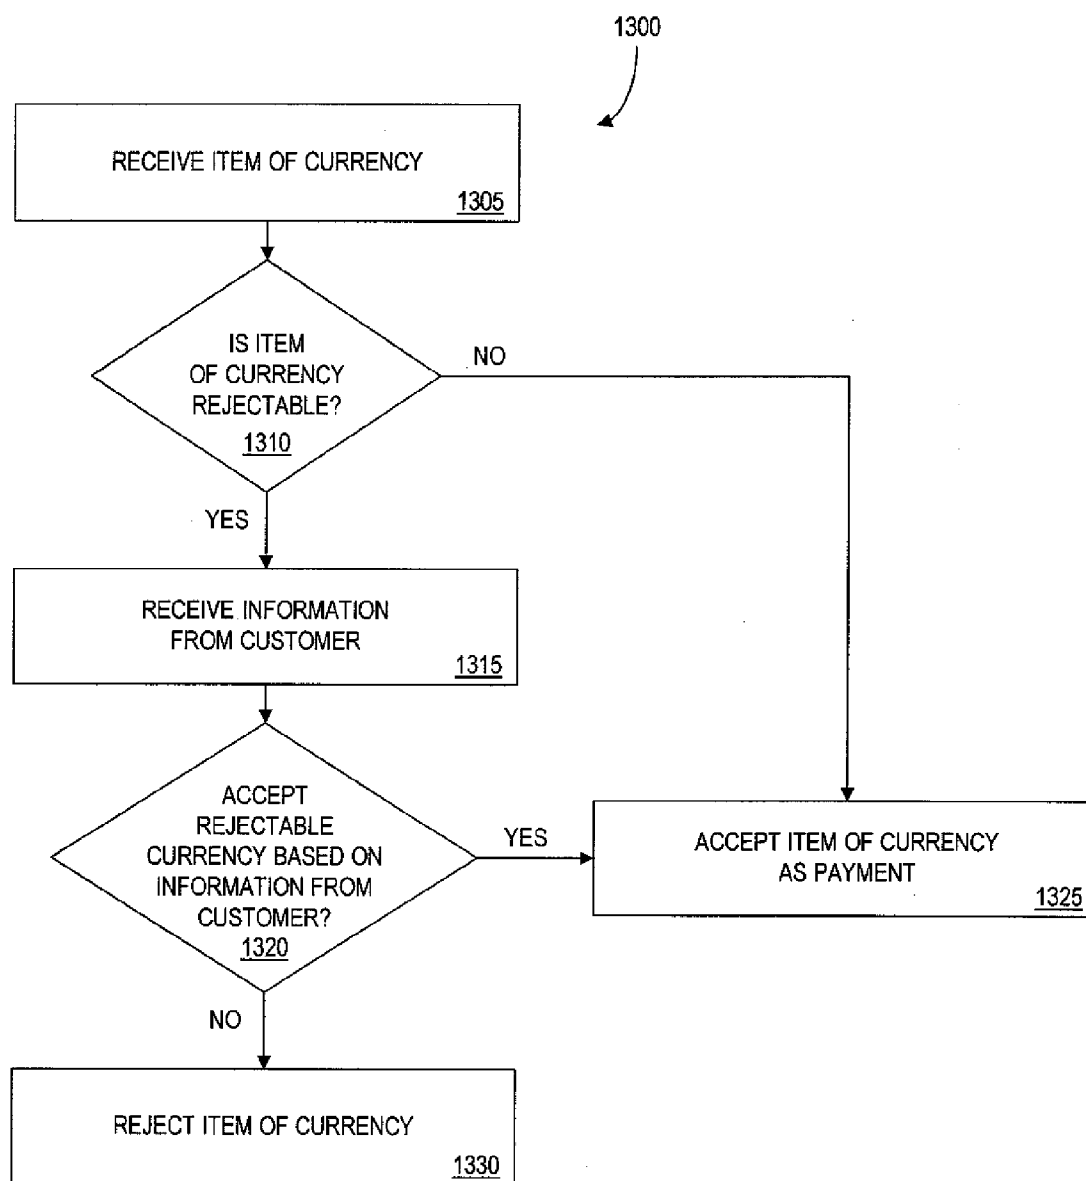 1300
RECEIVE ITEM OF CURRENCY
1305
IS ITEM
OF CURRENCY
REJECTABLE?
1310
NO
YES
RECEIVE INFORMATION
FROM CUSTOMER
1315
ACCEPT
REJECTABLE
CURRENCY BASED ON
INFORMATION FROM
CUSTOMER?
1320
YES
ACCEPT ITEM OF CURRENCY
AS PAYMENT
1325
NO
REJECT ITEM OF CURRENCY
1330